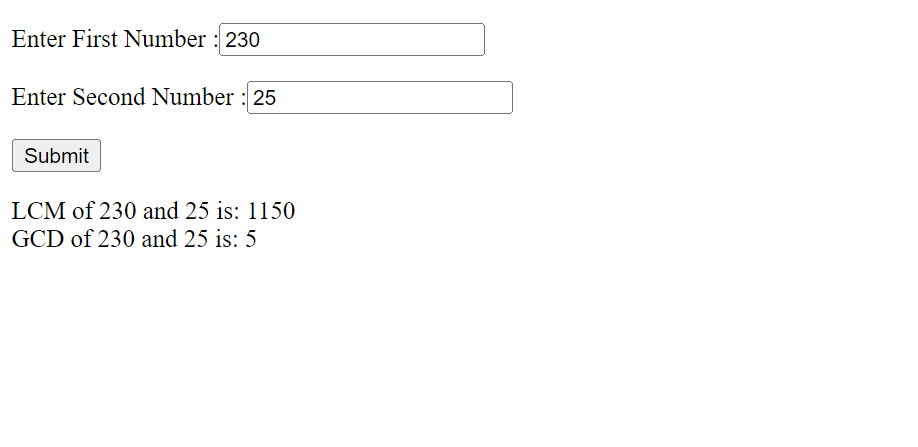 Enter First Number : 230
Enter Second Number : 25
Submit
LCM of 230 and 25 is: 1150
GCD of 230 and 25 is: 5